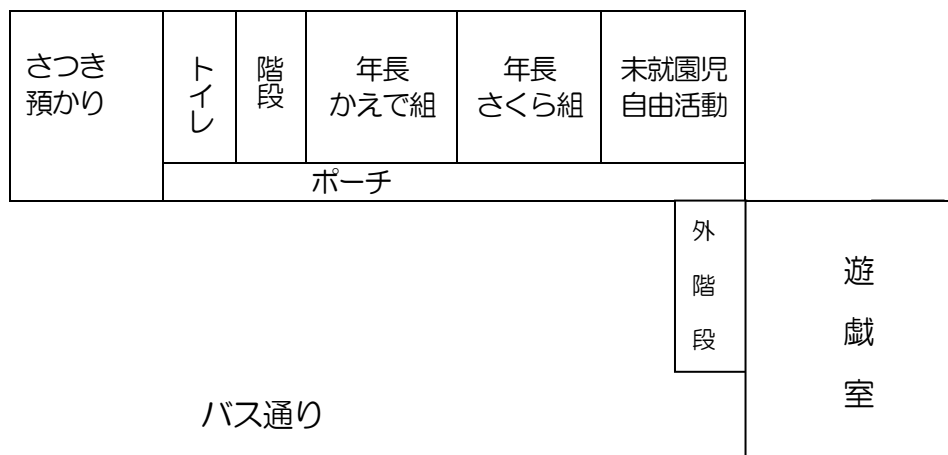 さつき
預かり
トイレ
階段
年長
かえで組
年長
さくら組
未就園児
自由活動
ポーチ
外階段
遊戯室
バス通り